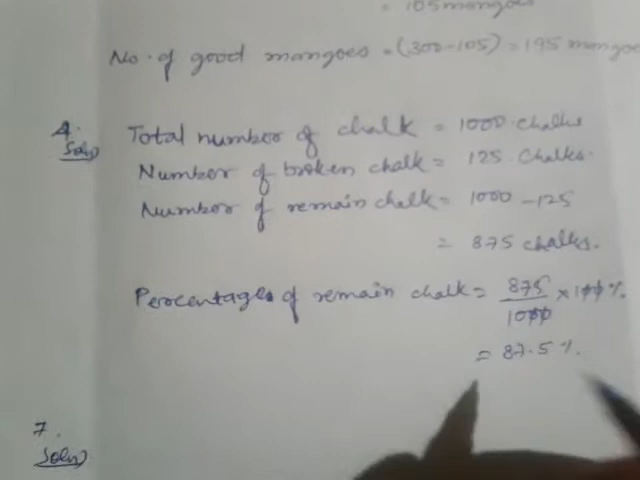 = 105 mangoes
No. of good mangoes = (300-105) = 195 mangoe
4. Total number of chalk = 1000 chalks
Soln Number of broken chalk = 125 Chalks.
Number of remain chalk = 1000 - 125
= 875 chalks.
Percentages of remain chalk = 875/1000 × 100 %.
= 87.5 %.
7.
Soln